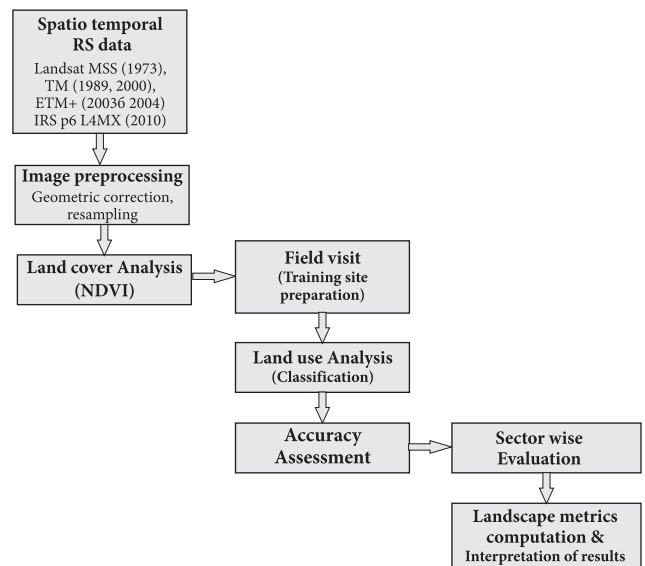 Spatio temporal
RS data
Landsat MSS (1973),
TM (1989, 2000),
ETM+ (20036 2004)
IRS p6 L4MX (2010)
Image preprocessing
Geometric correction,
resampling
Land cover Analysis
(NDVI)
Field visit
(Training site
preparation)
Land use Analysis
(Classification)
Accuracy
Assessment
Sector wise
Evaluation
Landscape metrics
computation &
Interpretation of results